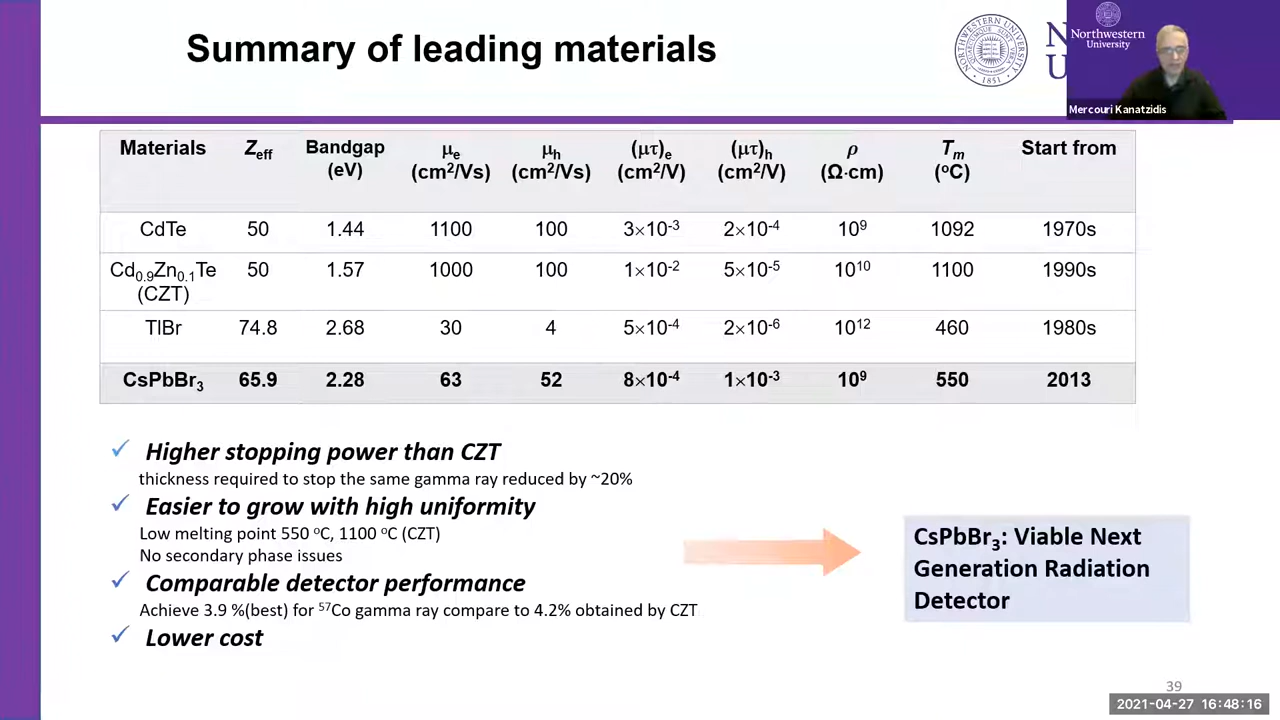 Summary of leading materials
NORTHWESTERN UNIVERSITY
1851
N
U
Northwestern
University
Mercouri Kanatzidis
Materials Zeff Bandgap (eV) μe (cm2/Vs) μh (cm2/Vs) (μτ)e (cm2/V) (μτ)h (cm2/V) ρ (Ω·cm) Tm (oC) Start from
CdTe 50 1.44 1100 100 3×10-3 2×10-4 109 1092 1970s
Cd0.9Zn0.1Te (CZT) 50 1.57 1000 100 1×10-2 5×10-5 1010 1100 1990s
TlBr 74.8 2.68 30 4 5×10-4 2×10-6 1012 460 1980s
CsPbBr3 65.9 2.28 63 52 8×10-4 1×10-3 109 550 2013
✓ Higher stopping power than CZT
thickness required to stop the same gamma ray reduced by ~20%
✓ Easier to grow with high uniformity
Low melting point 550 oC, 1100 oC (CZT)
No secondary phase issues
✓ Comparable detector performance
Achieve 3.9 %(best) for 57Co gamma ray compare to 4.2% obtained by CZT
✓ Lower cost
CsPbBr3: Viable Next
Generation Radiation
Detector
39
2021-04-27 16:48:16